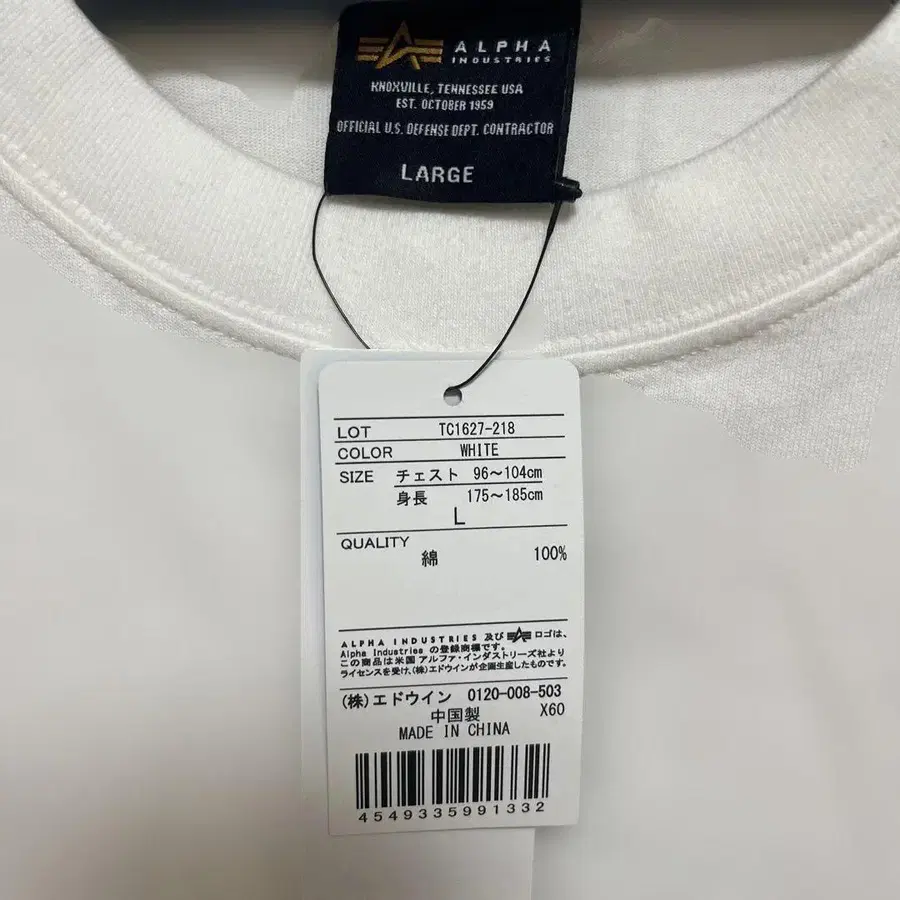 ALPHA
INDUSTRIES
KNOXVILLE, TENNESSEE USA
EST. OCTOBER 1959
OFFICIAL U.S. DEFENSE DEPT. CONTRACTOR
LARGE
LOT TC1627-218
COLOR WHITE
SIZE チェスト 96～104cm
身長 175～185cm
L
QUALITY
綿 100%
ALPHA INDUSTRIES 及び ロゴは、
Alpha Industries の登録商標です。
この商品は米国 アルファ・インダストリーズ社より
ライセンスを受け、(株)エドウインが企画生産したものです。
(株)エドウイン 0120-008-503
中国製 X60
MADE IN CHINA
4549335991332